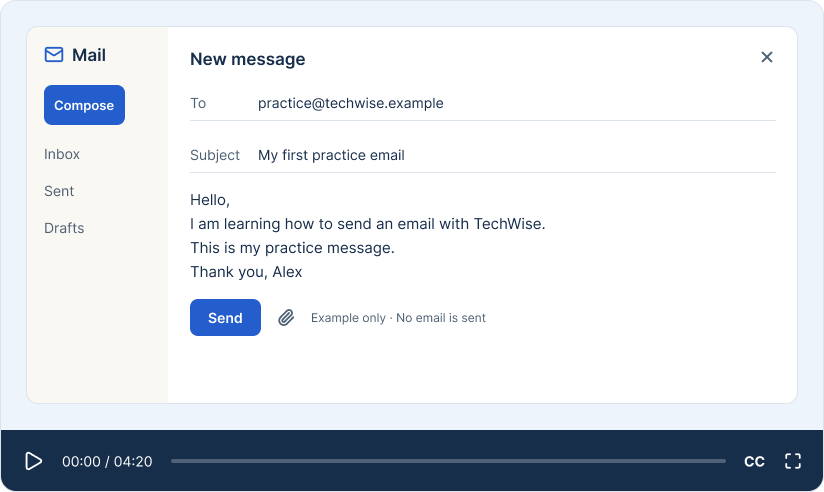 Mail
Compose
Inbox
Sent
Drafts
New message
To practice@techwise.example
Subject My first practice email
Hello,
I am learning how to send an email with TechWise.
This is my practice message.
Thank you, Alex
Send Example only · No email is sent
00:00 / 04:20 CC